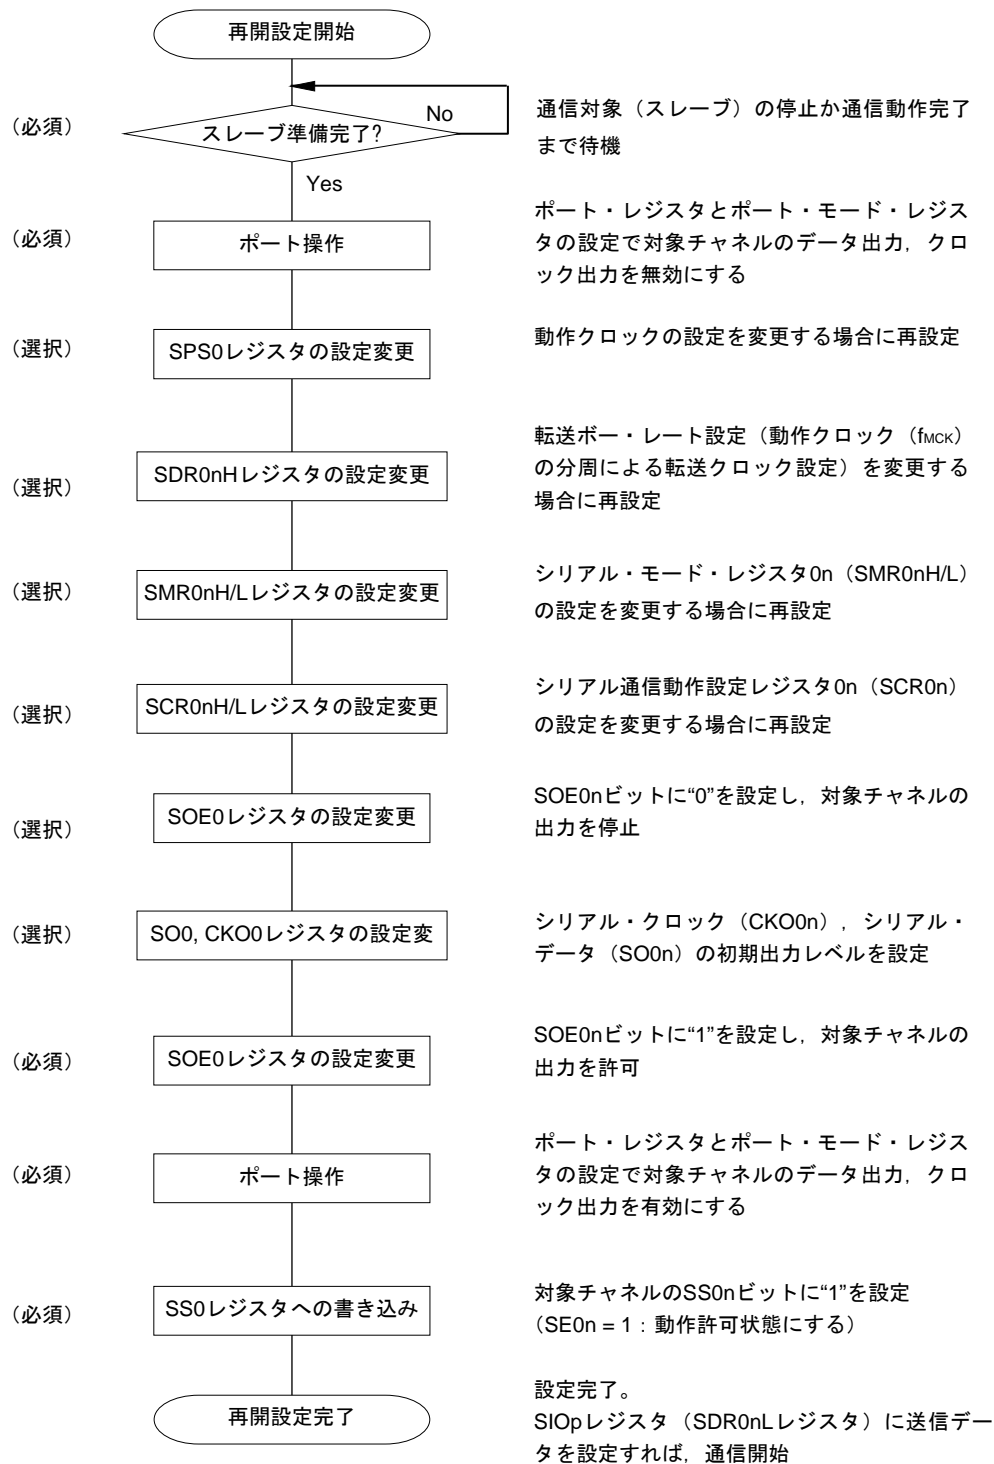 再開設定開始
（必須）
スレーブ準備完了?
No
通信対象（スレーブ）の停止か通信動作完了
まで待機
Yes
（必須）
ポート操作
ポート・レジスタとポート・モード・レジス
タの設定で対象チャネルのデータ出力，クロ
ック出力を無効にする
（選択）
SPS0レジスタの設定変更
動作クロックの設定を変更する場合に再設定
（選択）
SDR0nHレジスタの設定変更
転送ボー・レート設定（動作クロック（fMCK）
の分周による転送クロック設定）を変更する
場合に再設定
（選択）
SMR0nH/Lレジスタの設定変更
シリアル・モード・レジスタ0n（SMR0nH/L）
の設定を変更する場合に再設定
（選択）
SCR0nH/Lレジスタの設定変更
シリアル通信動作設定レジスタ0n（SCR0n）
の設定を変更する場合に再設定
（選択）
SOE0レジスタの設定変更
SOE0nビットに“0”を設定し，対象チャネルの
出力を停止
（選択）
SO0, CKO0レジスタの設定変
シリアル・クロック（CKO0n），シリアル・
データ（SO0n）の初期出力レベルを設定
（必須）
SOE0レジスタの設定変更
SOE0nビットに“1”を設定し，対象チャネルの
出力を許可
（必須）
ポート操作
ポート・レジスタとポート・モード・レジス
タの設定で対象チャネルのデータ出力，クロ
ック出力を有効にする
（必須）
SS0レジスタへの書き込み
対象チャネルのSS0nビットに“1”を設定
（SE0n = 1：動作許可状態にする）
再開設定完了
設定完了。
SIOpレジスタ（SDR0nLレジスタ）に送信デー
タを設定すれば，通信開始